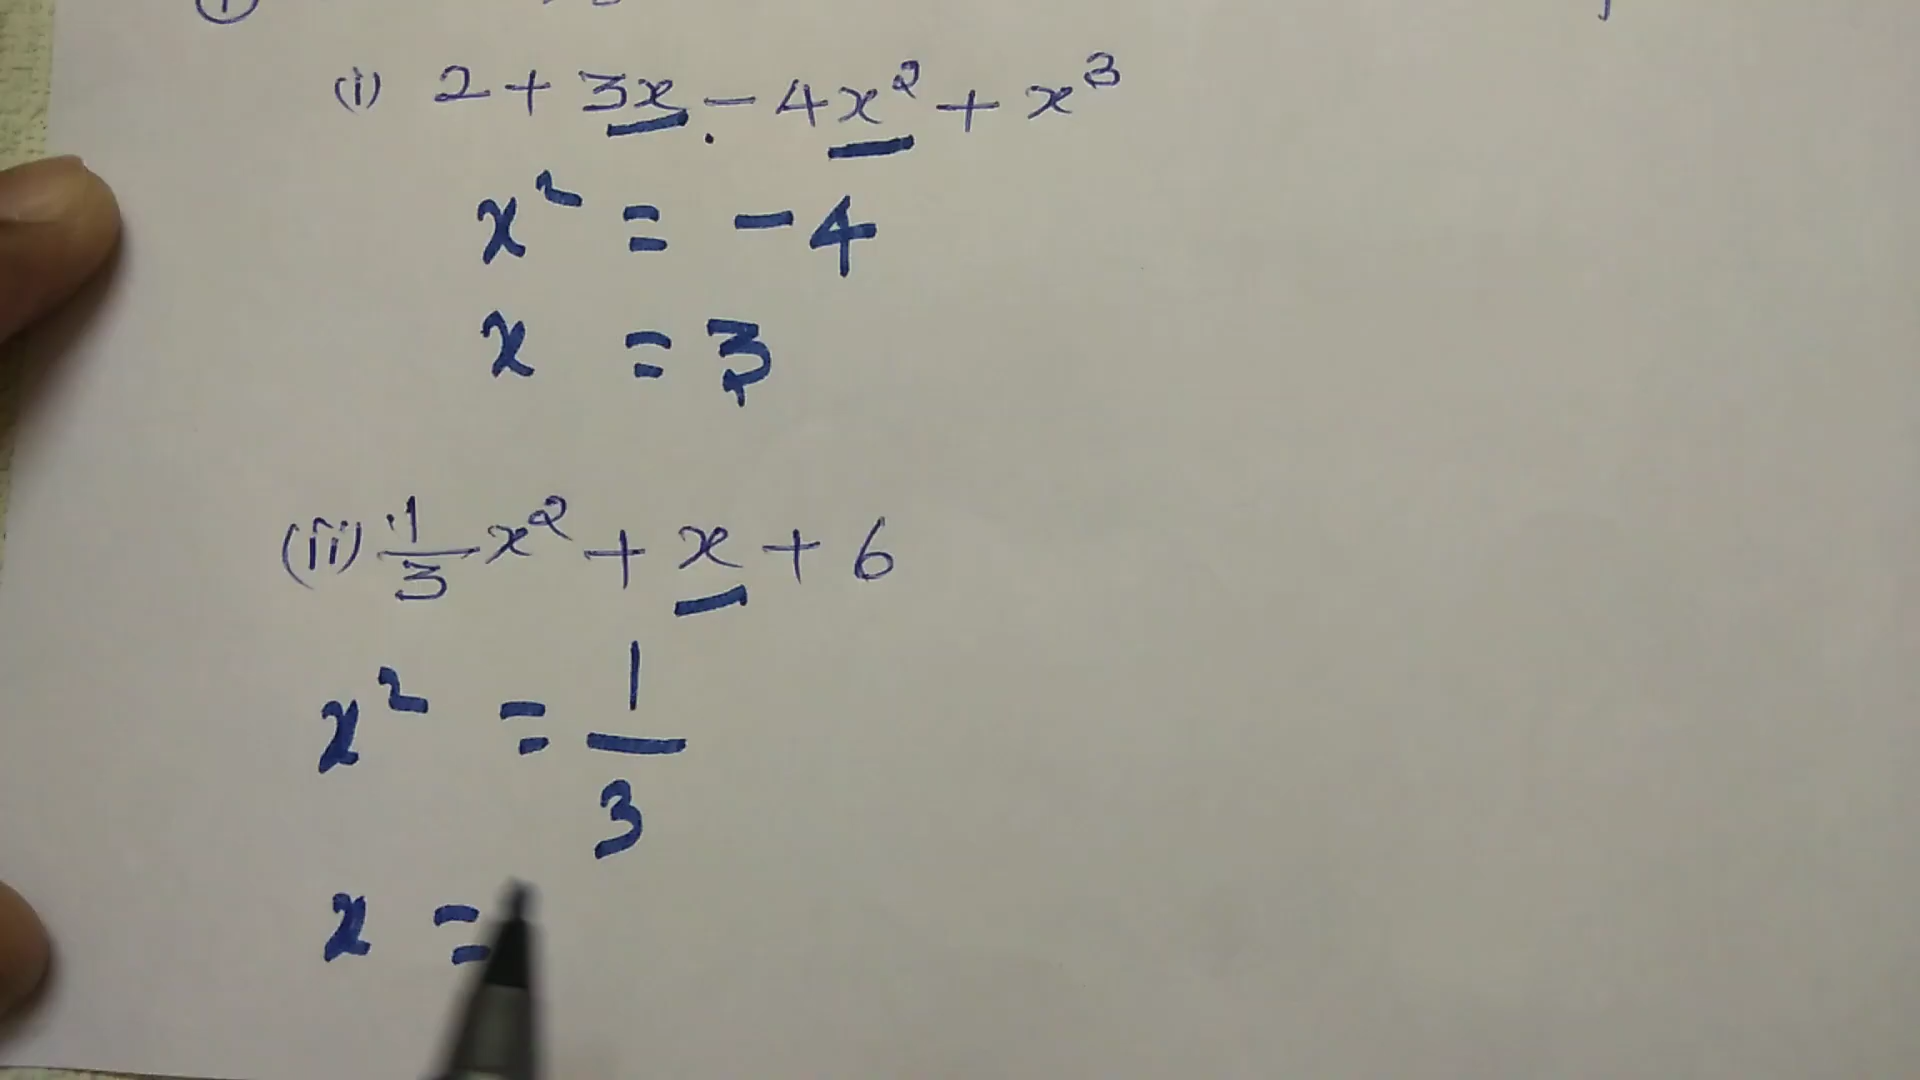 (i) 2 + 3x - 4x² + x³
x² = -4
x = 3
(ii) 1/3 x² + x + 6
x² = 1/3
x =